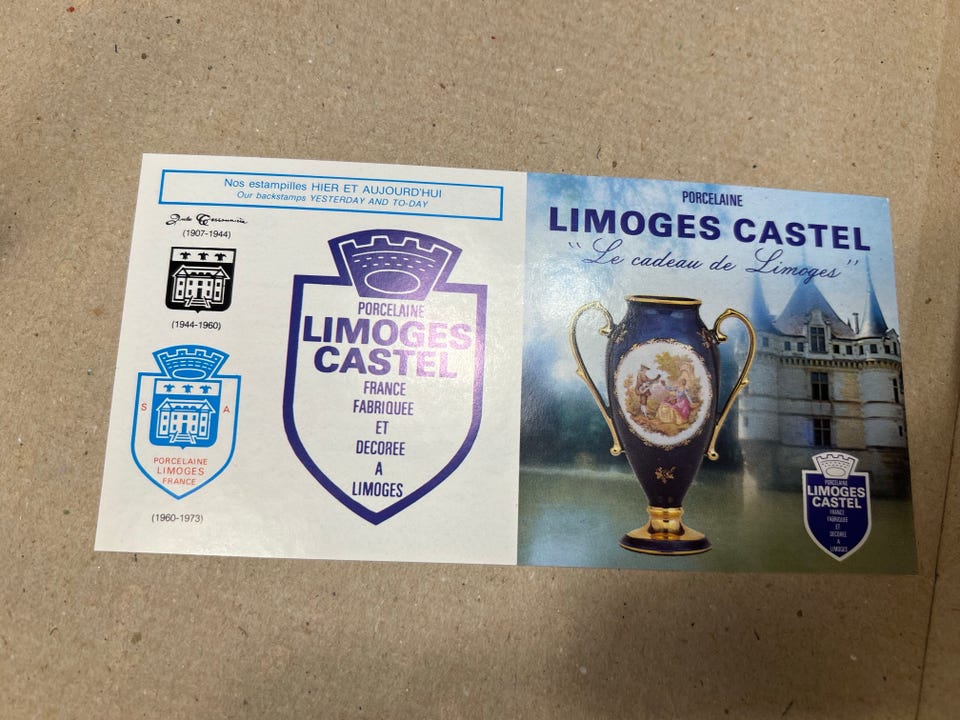 Nos estampilles HIER ET AUJOURD'HUI
Our backstamps YESTERDAY AND TO-DAY
(1907-1944)
(1944-1960)
S A
PORCELAINE
LIMOGES
FRANCE
(1960-1973)
PORCELAINE
LIMOGES
CASTEL
FRANCE
FABRIQUEE
ET
DECOREE
A
LIMOGES
PORCELAINE
LIMOGES CASTEL
"Le cadeau de Limoges"
PORCELAINE
LIMOGES
CASTEL
FRANCE
FABRIQUEE
ET
DECOREE
A
LIMOGES